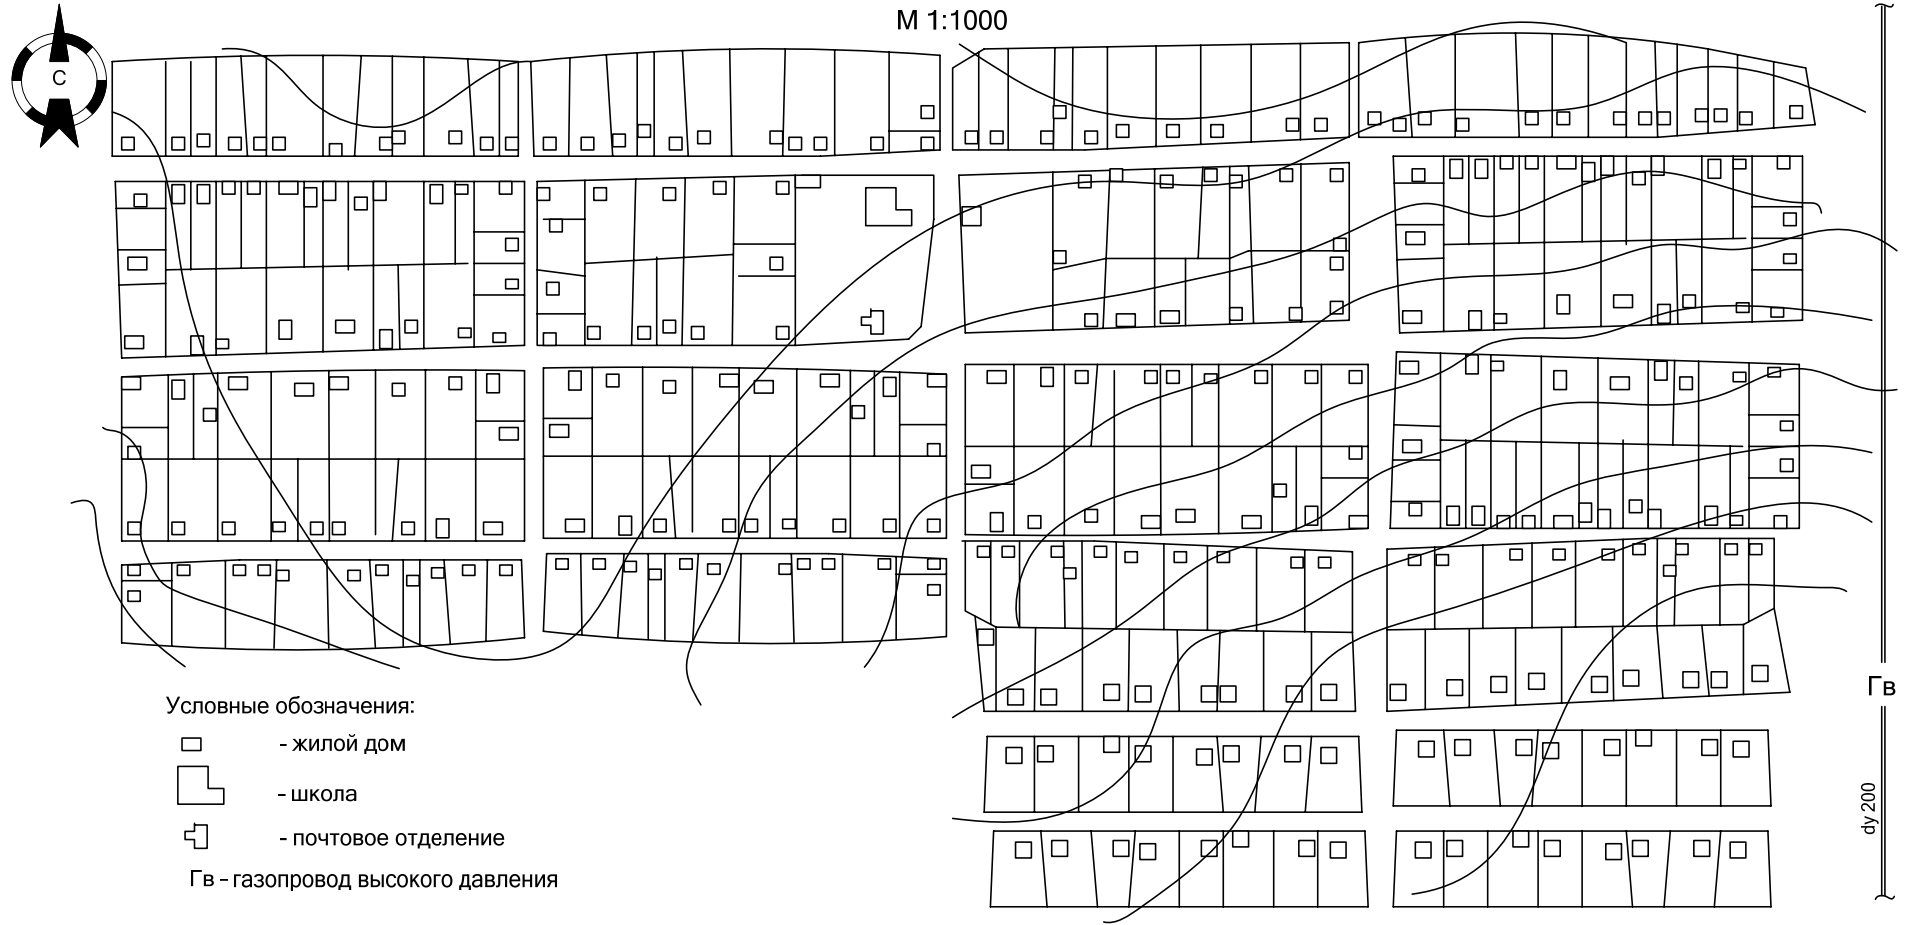 М 1:1000
С
Гв
dy 200
Условные обозначения:
- жилой дом
- школа
- почтовое отделение
Гв - газопровод высокого давления